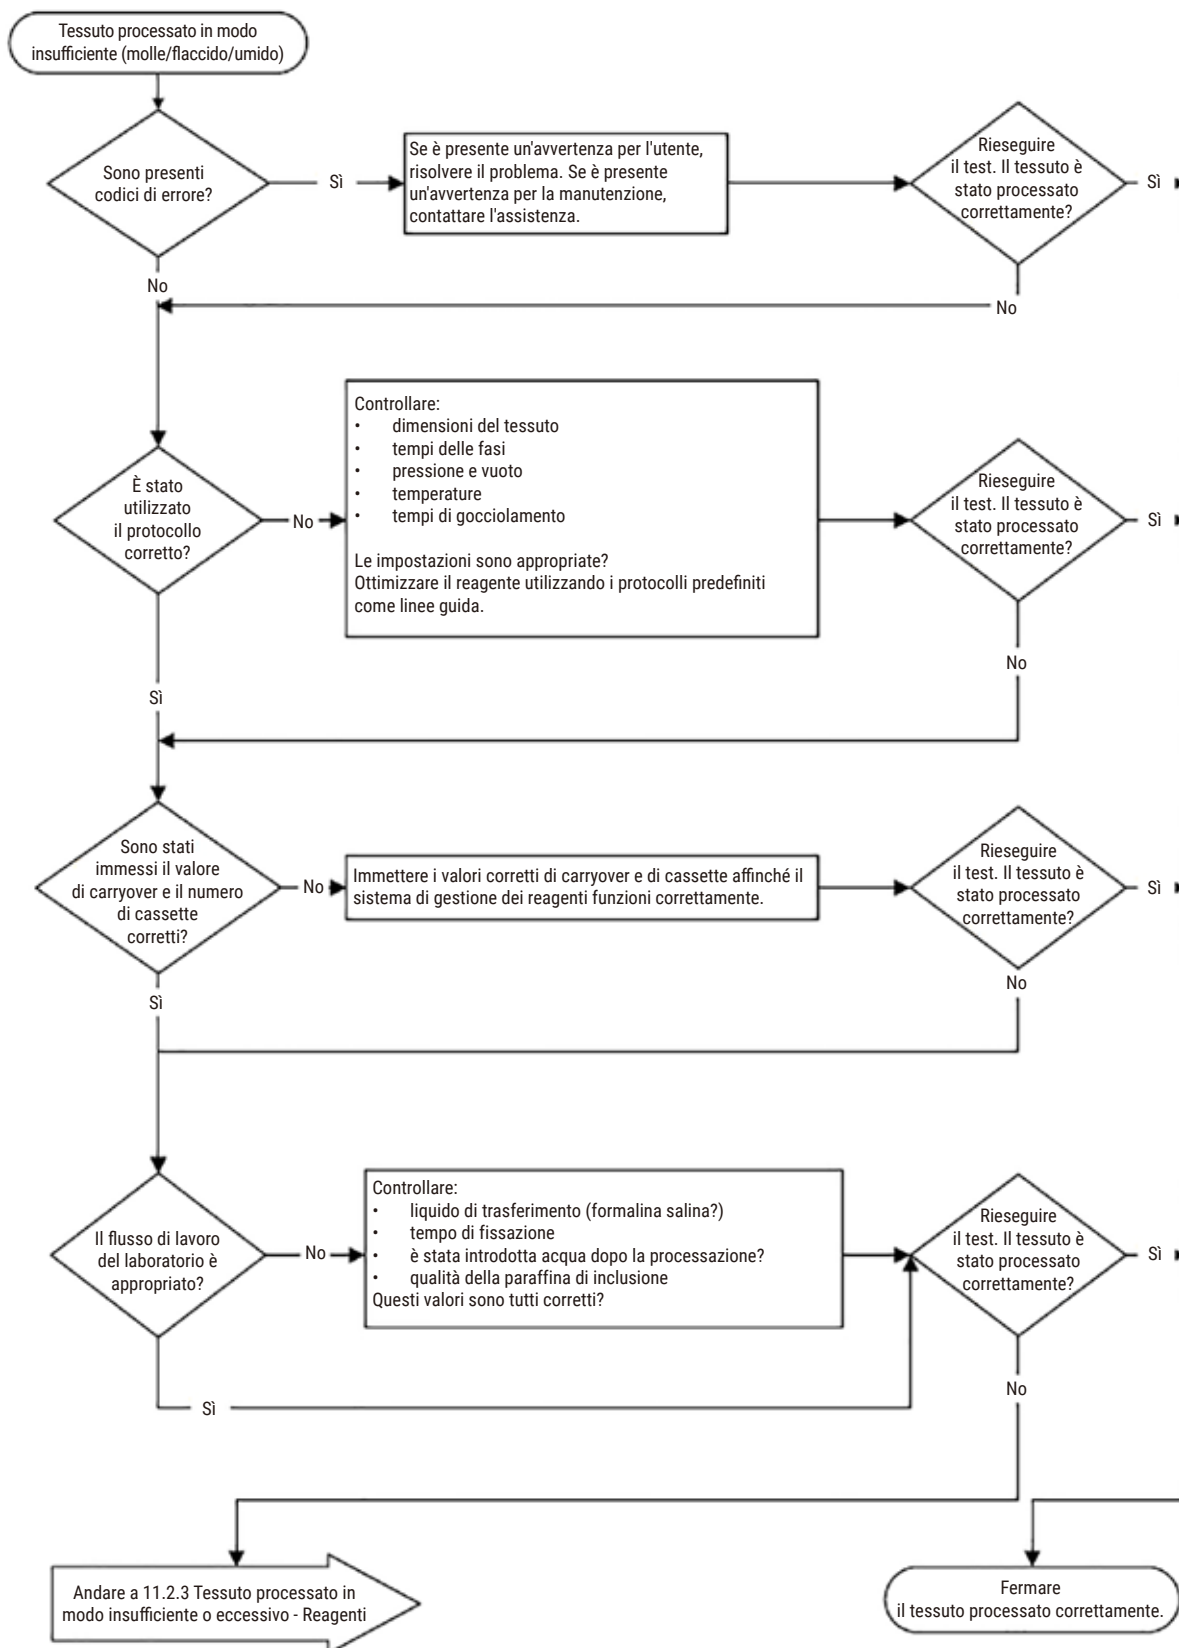 Tessuto processato in modo
insufficiente (molle/flaccido/umido)
Sono presenti
codici di errore?
Sì
Se è presente un'avvertenza per l'utente,
risolvere il problema. Se è presente
un'avvertenza per la manutenzione,
contattare l'assistenza.
Rieseguire
il test. Il tessuto è
stato processato
correttamente?
Sì
No
No
È stato
utilizzato
il protocollo
corretto?
No
Controllare:
• dimensioni del tessuto
• tempi delle fasi
• pressione e vuoto
• temperature
• tempi di gocciolamento
Le impostazioni sono appropriate?
Ottimizzare il reagente utilizzando i protocolli predefiniti
come linee guida.
Rieseguire
il test. Il tessuto è
stato processato
correttamente?
Sì
No
Sì
Sono stati
immessi il valore
di carryover e il numero
di cassette
corretti?
No
Immettere i valori corretti di carryover e di cassette affinché il
sistema di gestione dei reagenti funzioni correttamente.
Rieseguire
il test. Il tessuto è
stato processato
correttamente?
Sì
No
Sì
Il flusso di lavoro
del laboratorio è
appropriato?
No
Controllare:
• liquido di trasferimento (formalina salina?)
• tempo di fissazione
• è stata introdotta acqua dopo la processazione?
• qualità della paraffina di inclusione
Questi valori sono tutti corretti?
Rieseguire
il test. Il tessuto è
stato processato
correttamente?
Sì
No
Sì
Andare a 11.2.3 Tessuto processato in
modo insufficiente o eccessivo - Reagenti
Fermare
il tessuto processato correttamente.